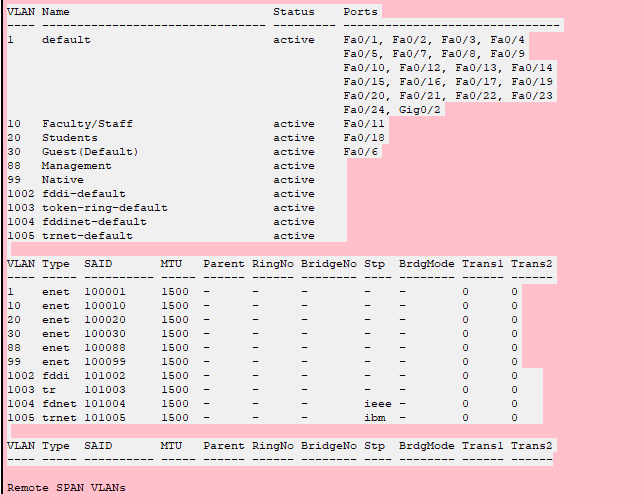 VLAN Name                             Status    Ports
---- -------------------------------- --------- -------------------------------
1    default                          active    Fa0/1, Fa0/2, Fa0/3, Fa0/4
                                                Fa0/5, Fa0/7, Fa0/8, Fa0/9
                                                Fa0/10, Fa0/12, Fa0/13, Fa0/14
                                                Fa0/15, Fa0/16, Fa0/17, Fa0/19
                                                Fa0/20, Fa0/21, Fa0/22, Fa0/23
                                                Fa0/24, Gig0/2
10   Faculty/Staff                    active    Fa0/11
20   Students                         active    Fa0/18
30   Guest(Default)                   active    Fa0/6
88   Management                       active
99   Native                           active
1002 fddi-default                     active
1003 token-ring-default               active
1004 fddinet-default                  active
1005 trnet-default                    active
VLAN Type  SAID       MTU   Parent RingNo BridgeNo Stp  BrdgMode Trans1 Trans2
---- ----- ---------- ----- ------ ------ -------- ---- -------- ------ ------
1    enet  100001     1500  -      -      -        -    -        0      0
10   enet  100010     1500  -      -      -        -    -        0      0
20   enet  100020     1500  -      -      -        -    -        0      0
30   enet  100030     1500  -      -      -        -    -        0      0
88   enet  100088     1500  -      -      -        -    -        0      0
99   enet  100099     1500  -      -      -        -    -        0      0
1002 fddi  101002     1500  -      -      -        -    -        0      0
1003 tr    101003     1500  -      -      -        -    -        0      0
1004 fdnet 101004     1500  -      -      -        ieee -        0      0
1005 trnet 101005     1500  -      -      -        ibm  -        0      0
VLAN Type  SAID       MTU   Parent RingNo BridgeNo Stp  BrdgMode Trans1 Trans2
---- ----- ---------- ----- ------ ------ -------- ---- -------- ------ ------
Remote SPAN VLANs